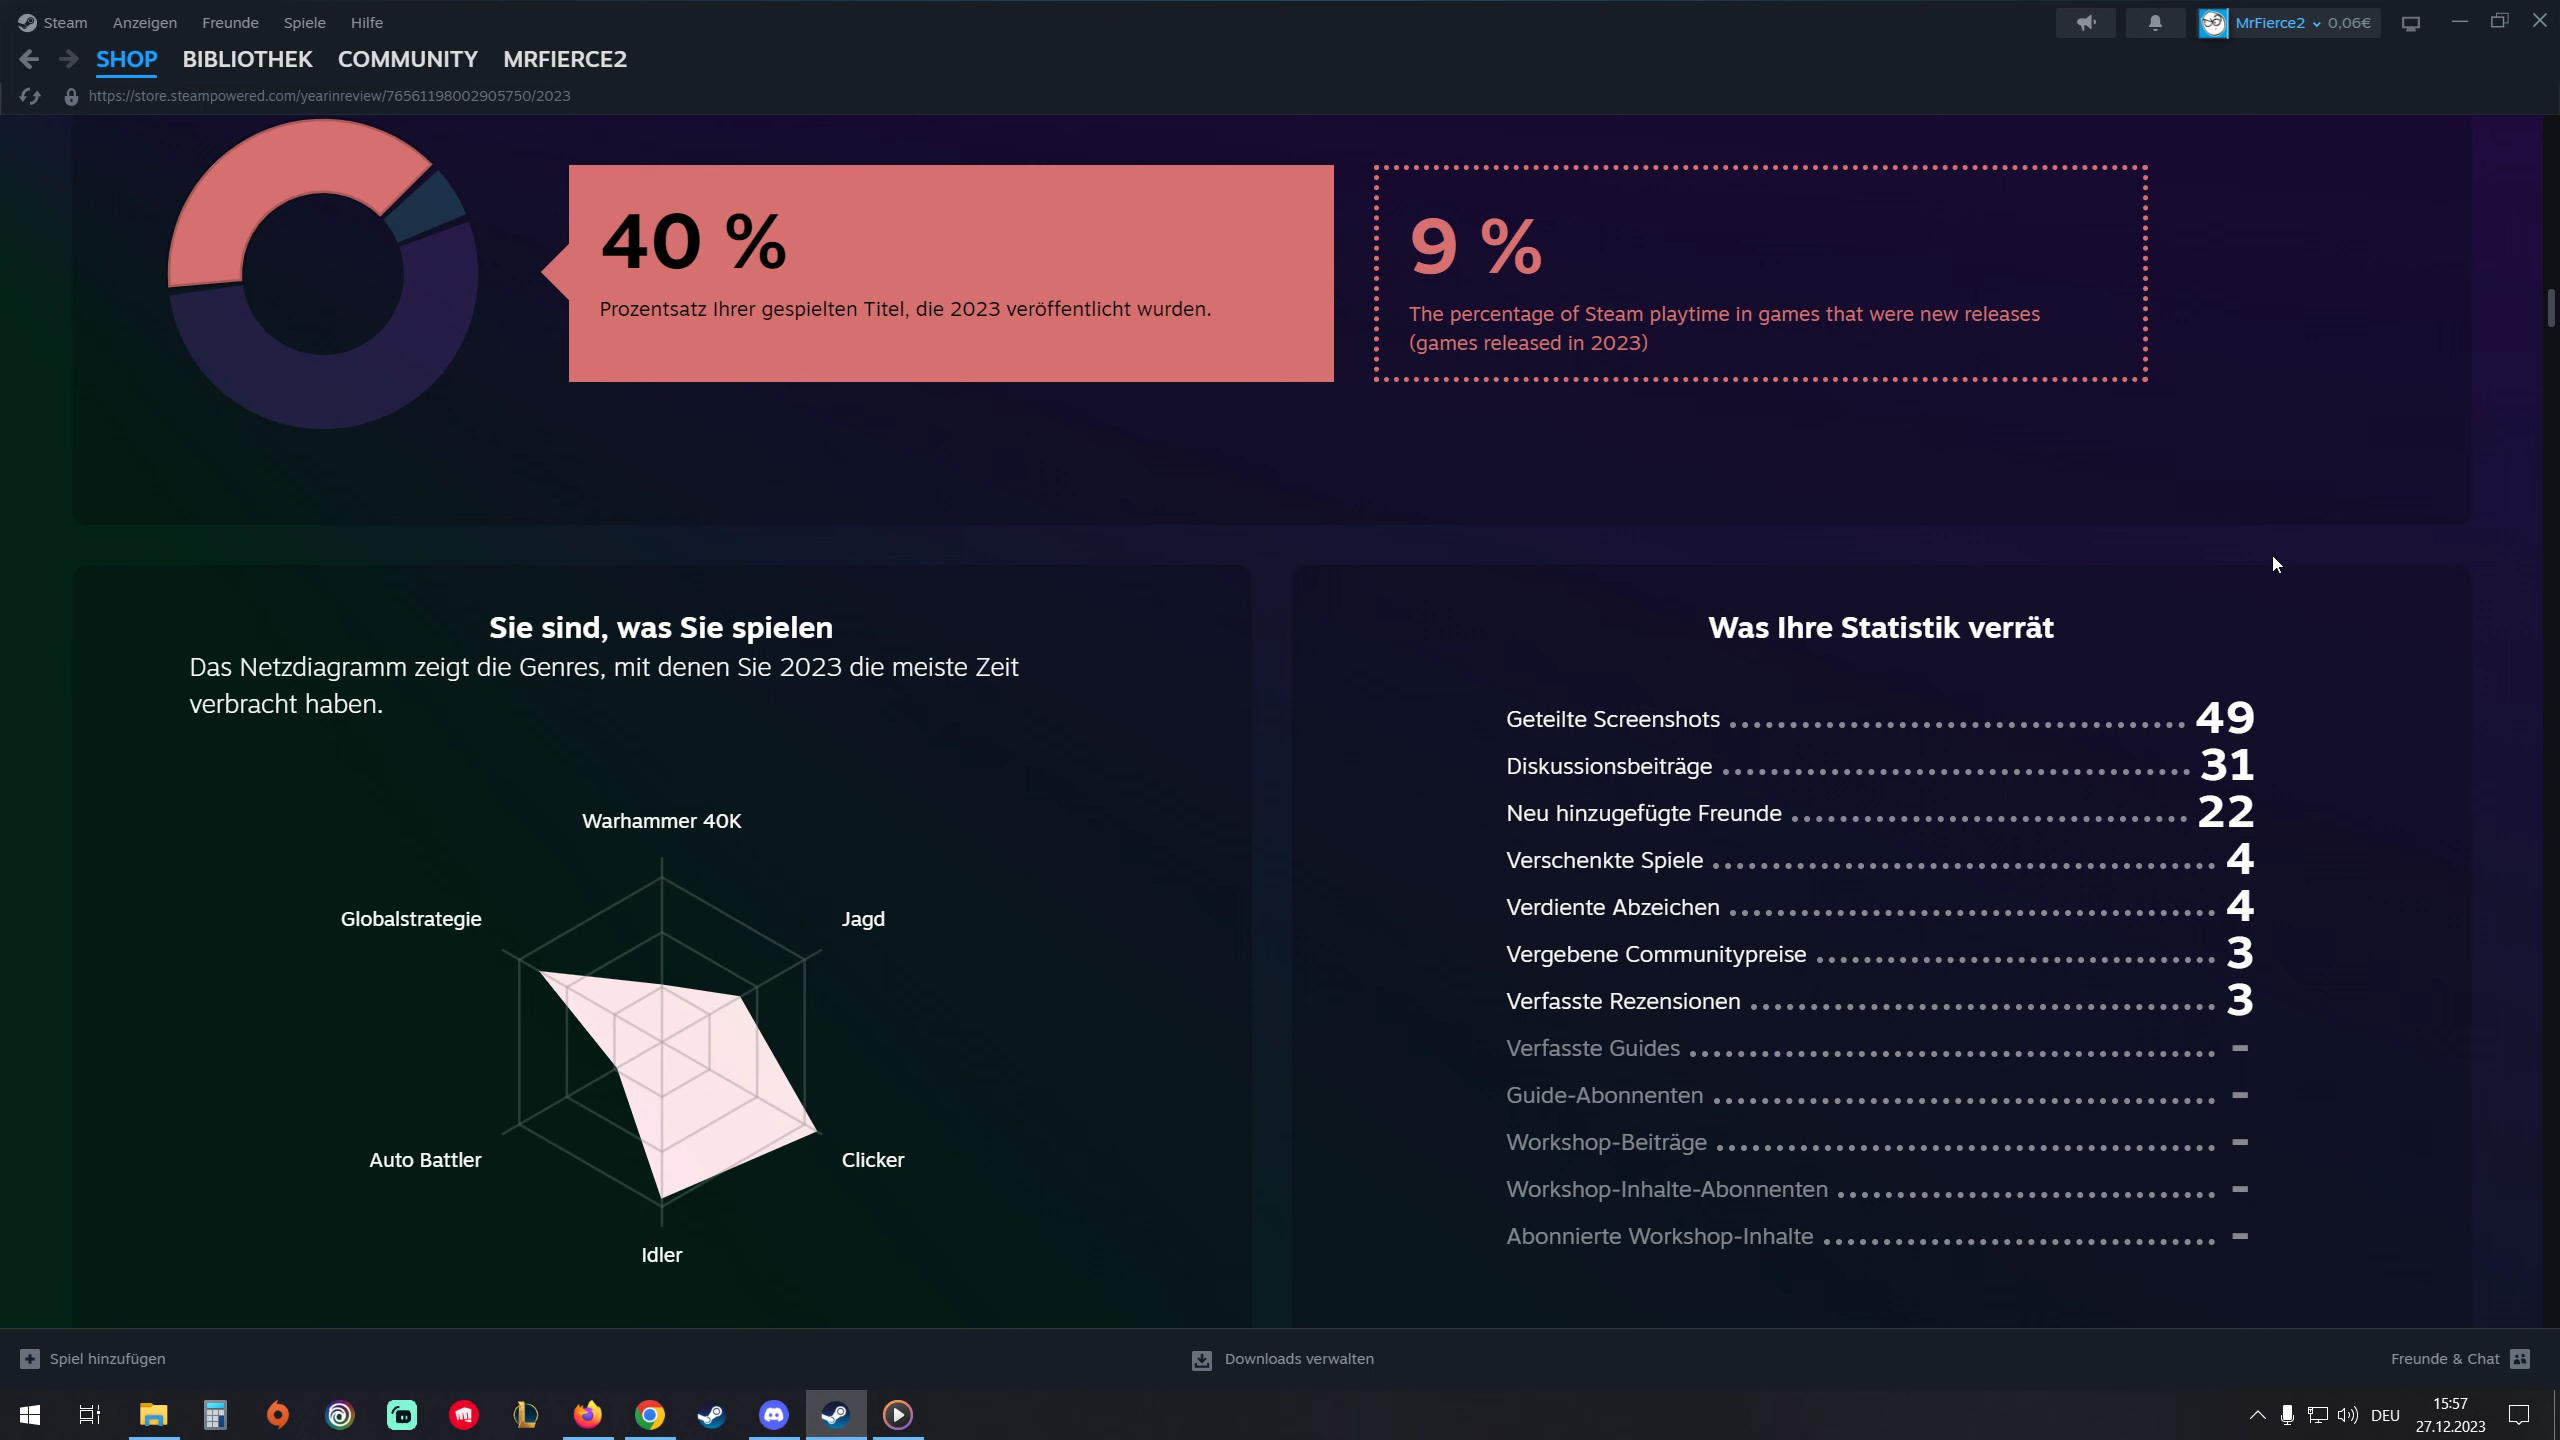 Steam Anzeigen Freunde Spiele Hilfe
MrFierce2 0,06€
SHOP BIBLIOTHEK COMMUNITY MRFIERCE2
https://store.steampowered.com/yearinreview/76561198002905750/2023
40 %
Prozentsatz Ihrer gespielten Titel, die 2023 veröffentlicht wurden.
9 %
The percentage of Steam playtime in games that were new releases
(games released in 2023)
Sie sind, was Sie spielen
Das Netzdiagramm zeigt die Genres, mit denen Sie 2023 die meiste Zeit
verbracht haben.
Warhammer 40K
Globalstrategie
Jagd
Auto Battler
Clicker
Idler
Was Ihre Statistik verrät
Geteilte Screenshots 49
Diskussionsbeiträge 31
Neu hinzugefügte Freunde 22
Verschenkte Spiele 4
Verdiente Abzeichen 4
Vergebene Communitypreise 3
Verfasste Rezensionen 3
Verfasste Guides –
Guide-Abonnenten –
Workshop-Beiträge –
Workshop-Inhalte-Abonnenten –
Abonnierte Workshop-Inhalte –
Spiel hinzufügen
Downloads verwalten
Freunde & Chat
DEU
15:57
27.12.2023